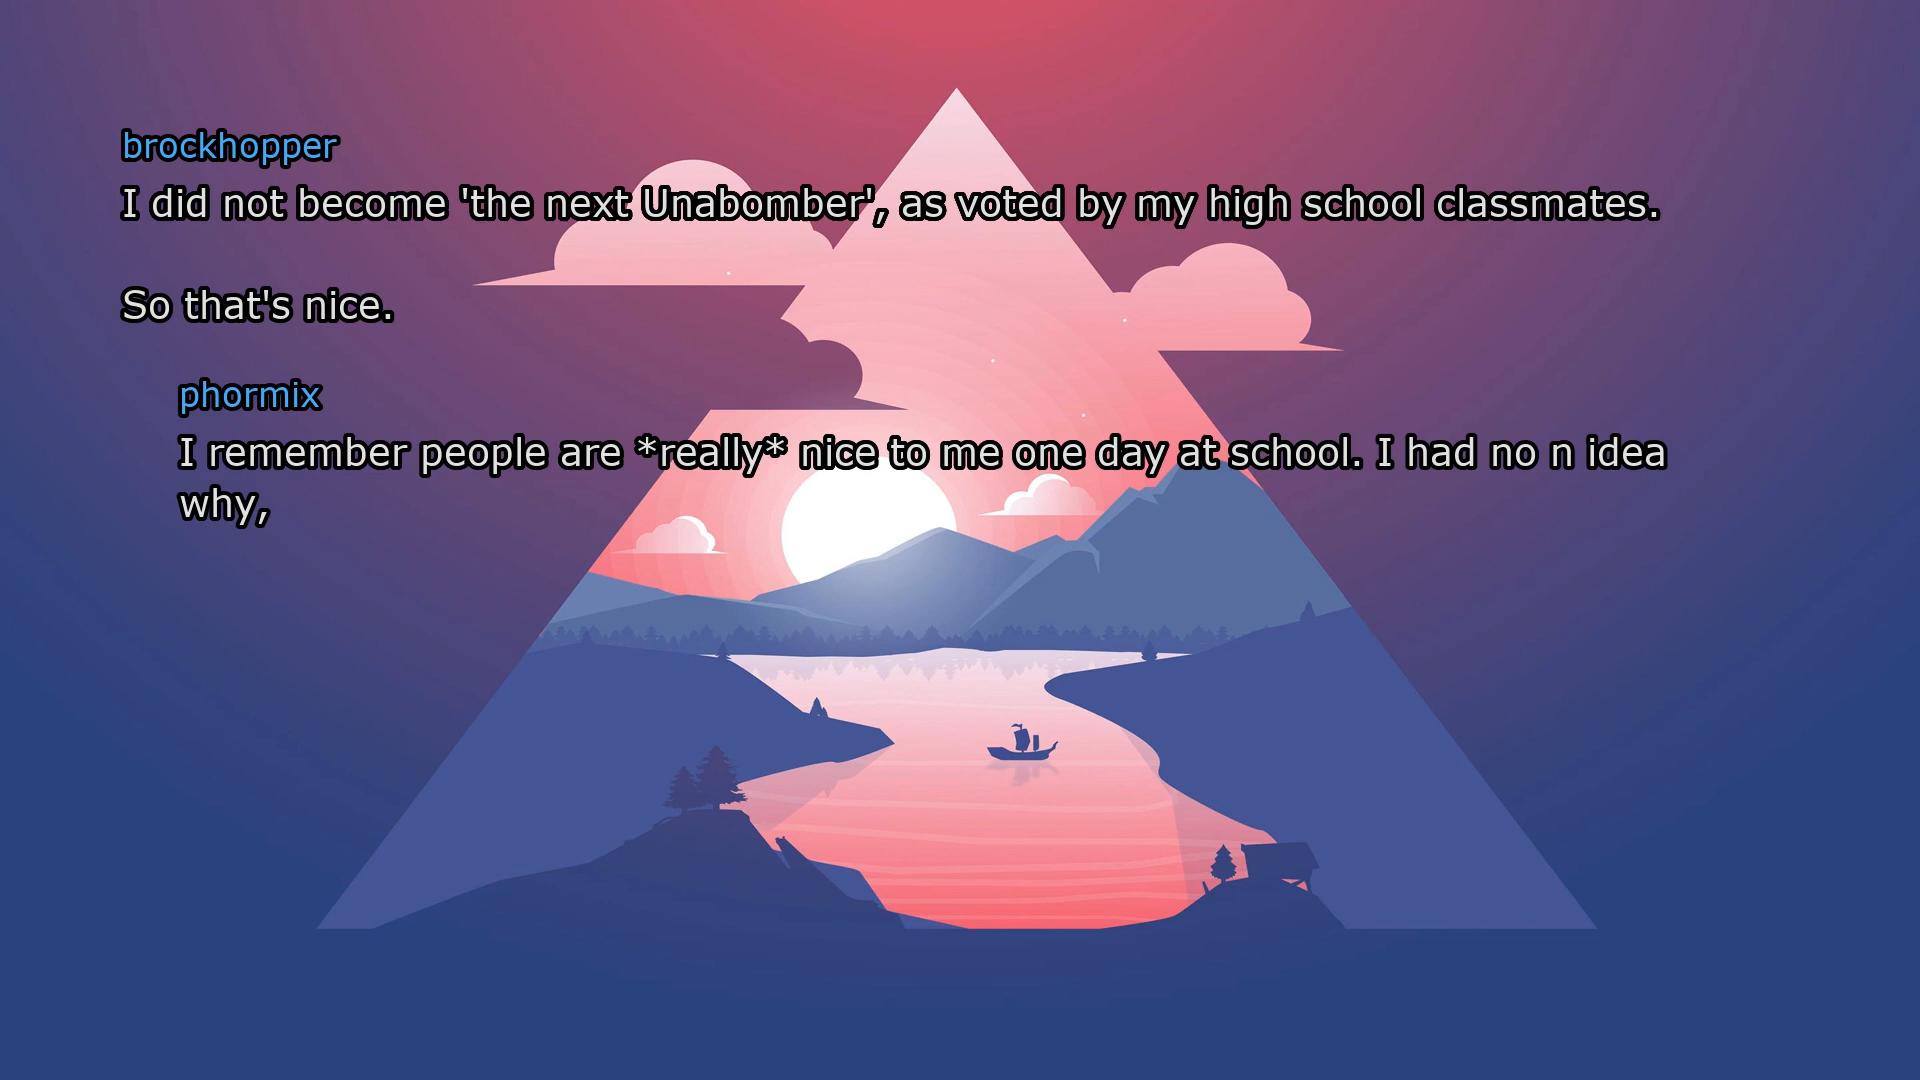 brockhopper
I did not become 'the next Unabomber', as voted by my high school classmates.
So that's nice.
phormix
I remember people are *really* nice to me one day at school. I had no n idea
why,